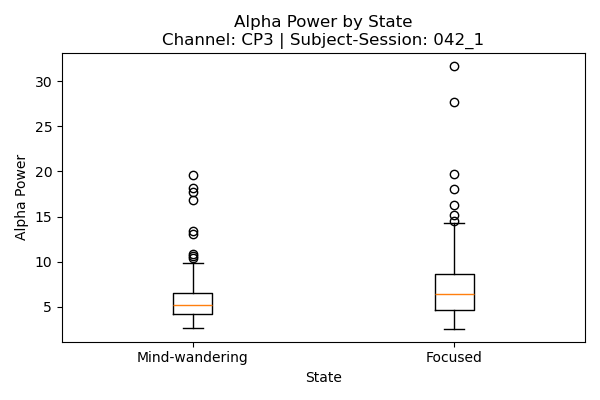 Alpha Power by State
Channel: CP3 | Subject-Session: 042_1
30
25
20
15
10
5
Alpha Power
Mind-wandering
Focused
State